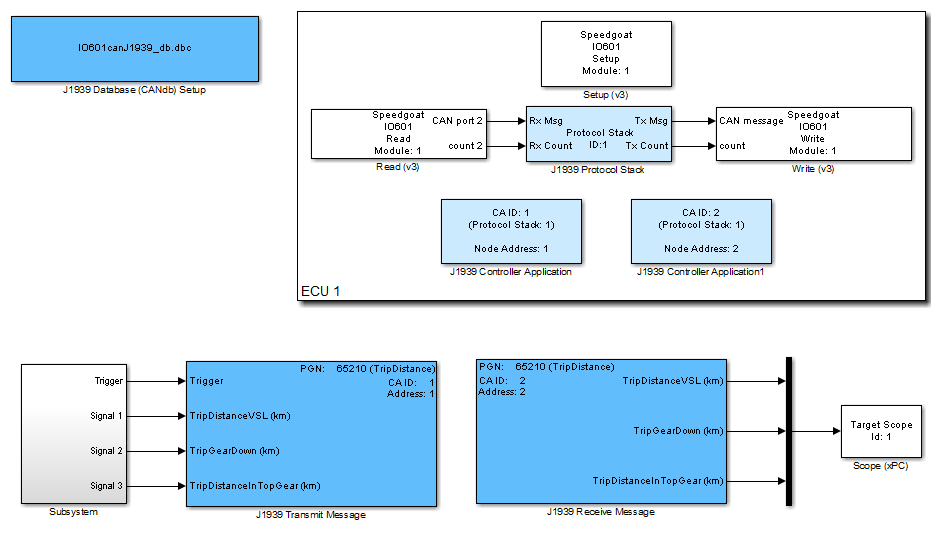 IO601canJ1939_db.dbc
J1939 Database (CANdb) Setup
Speedgoat
IO601
Setup
Module: 1
Setup (v3)
Speedgoat
IO601
Read
Module: 1
CAN port 2
count 2
Read (v3)
Rx Msg
Rx Count
Protocol Stack
ID:1
Tx Msg
Tx Count
J1939 Protocol Stack
CAN message
count
Speedgoat
IO601
Write
Module: 1
Write (v3)
CA ID: 1
(Protocol Stack: 1)
Node Address: 1
J1939 Controller Application
CA ID: 2
(Protocol Stack: 1)
Node Address: 2
J1939 Controller Application1
ECU 1
Trigger
Signal 1
Signal 2
Signal 3
Subsystem
PGN: 65210 (TripDistance)
CA ID: 1
Address: 1
Trigger
TripDistanceVSL (km)
TripGearDown (km)
TripDistanceInTopGear (km)
J1939 Transmit Message
PGN: 65210 (TripDistance)
CA ID: 2
Address: 2
TripDistanceVSL (km)
TripGearDown (km)
TripDistanceInTopGear (km)
J1939 Receive Message
Target Scope
Id: 1
Scope (xPC)